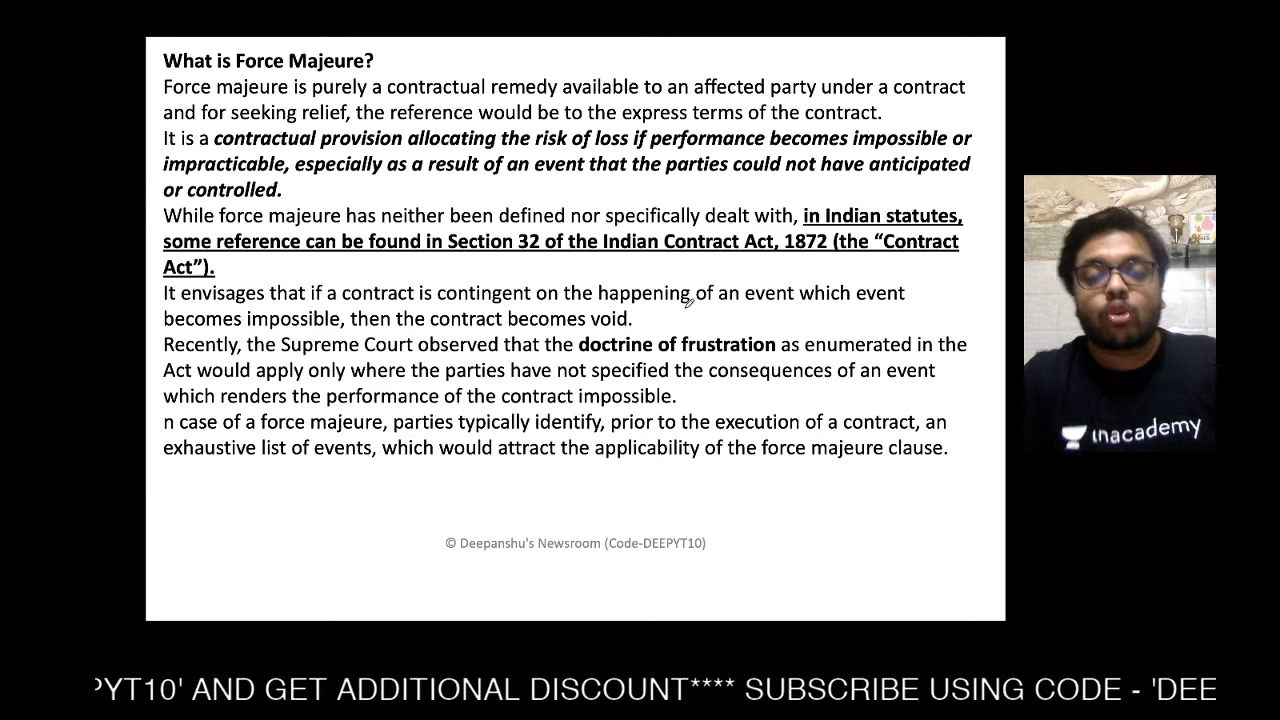 What is Force Majeure?
Force majeure is purely a contractual remedy available to an affected party under a contract
and for seeking relief, the reference would be to the express terms of the contract.
It is a contractual provision allocating the risk of loss if performance becomes impossible or
impracticable, especially as a result of an event that the parties could not have anticipated
or controlled.
While force majeure has neither been defined nor specifically dealt with, in Indian statutes,
some reference can be found in Section 32 of the Indian Contract Act, 1872 (the “Contract
Act”).
It envisages that if a contract is contingent on the happening of an event which event
becomes impossible, then the contract becomes void.
Recently, the Supreme Court observed that the doctrine of frustration as enumerated in the
Act would apply only where the parties have not specified the consequences of an event
which renders the performance of the contract impossible.
n case of a force majeure, parties typically identify, prior to the execution of a contract, an
exhaustive list of events, which would attract the applicability of the force majeure clause.
© Deepanshu's Newsroom (Code-DEEPYT10)
unacademy
PYT10' AND GET ADDITIONAL DISCOUNT**** SUBSCRIBE USING CODE - 'DEE